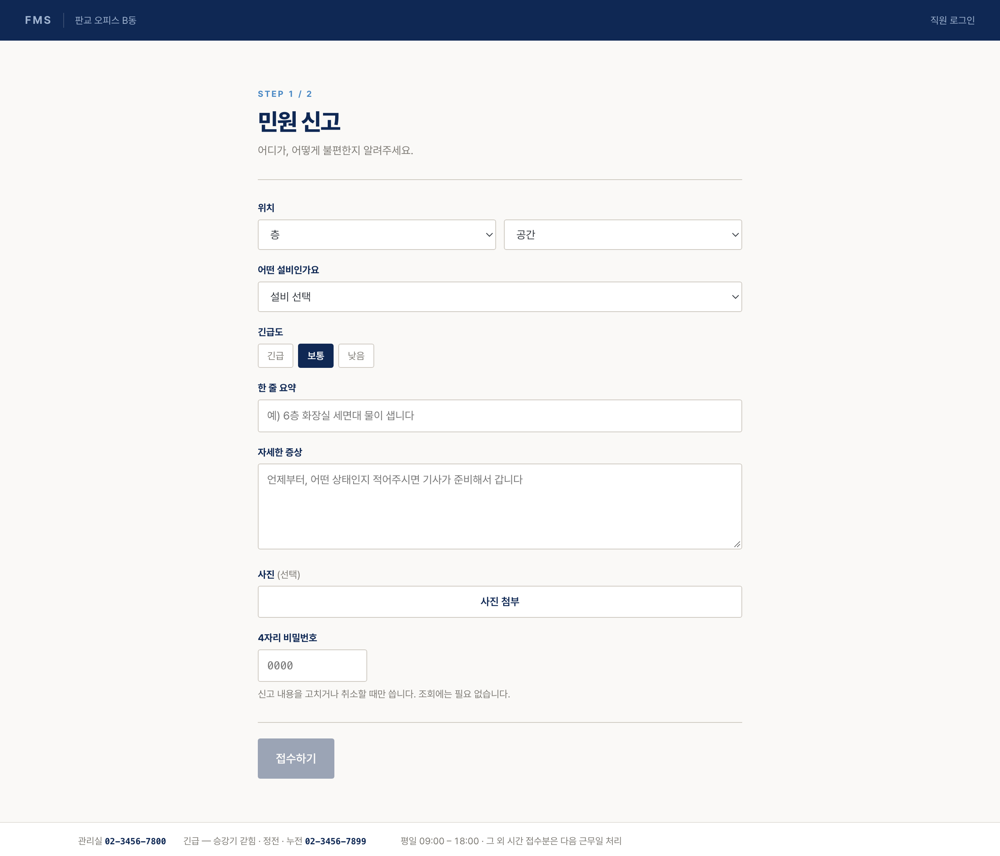 FMS 판교 오피스 B동 직원 로그인
STEP 1 / 2
민원 신고
어디가, 어떻게 불편한지 알려주세요.
위치
층 공간
어떤 설비인가요
설비 선택
긴급도
긴급 보통 낮음
한 줄 요약
예) 6층 화장실 세면대 물이 샙니다
자세한 증상
언제부터, 어떤 상태인지 적어주시면 기사가 준비해서 갑니다
사진 (선택)
사진 첨부
4자리 비밀번호
0000
신고 내용을 고치거나 취소할 때만 씁니다. 조회에는 필요 없습니다.
접수하기
관리실 02-3456-7800 긴급 — 승강기 갇힘 · 정전 · 누전 02-3456-7899 평일 09:00 – 18:00 · 그 외 시간 접수분은 다음 근무일 처리